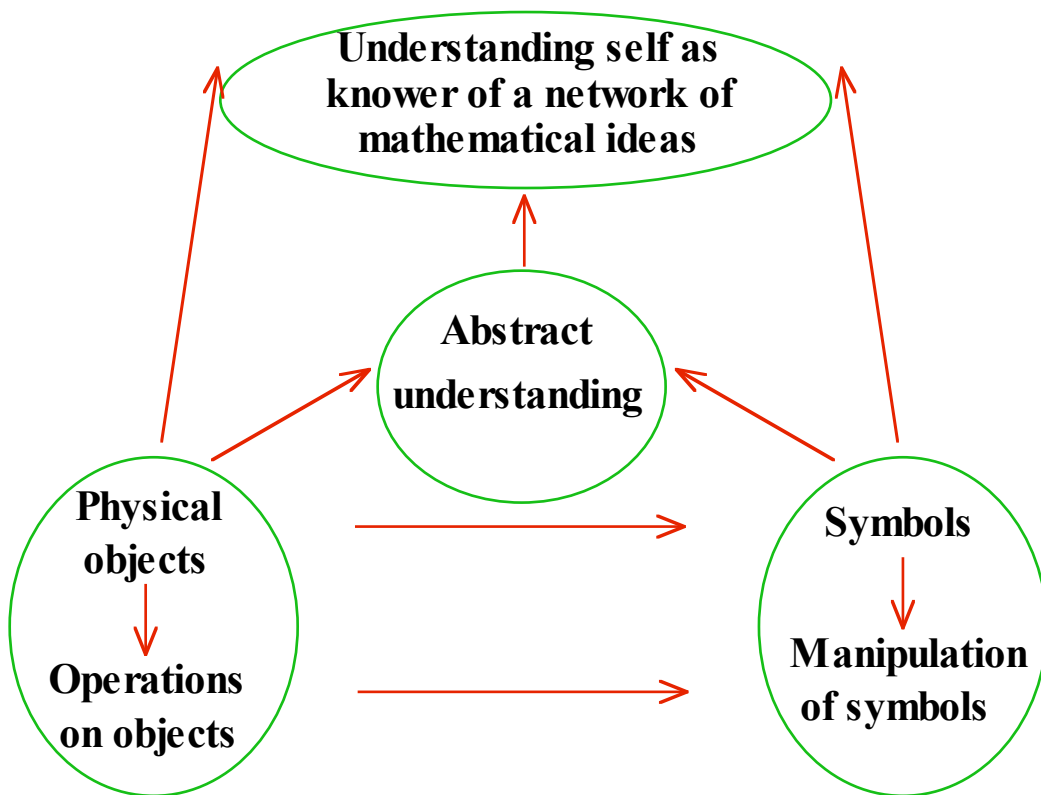 Understanding self as
knower of a network of
mathematical ideas
Abstract
understanding
Physical
objects
Operations
on objects
Symbols
Manipulation
of symbols